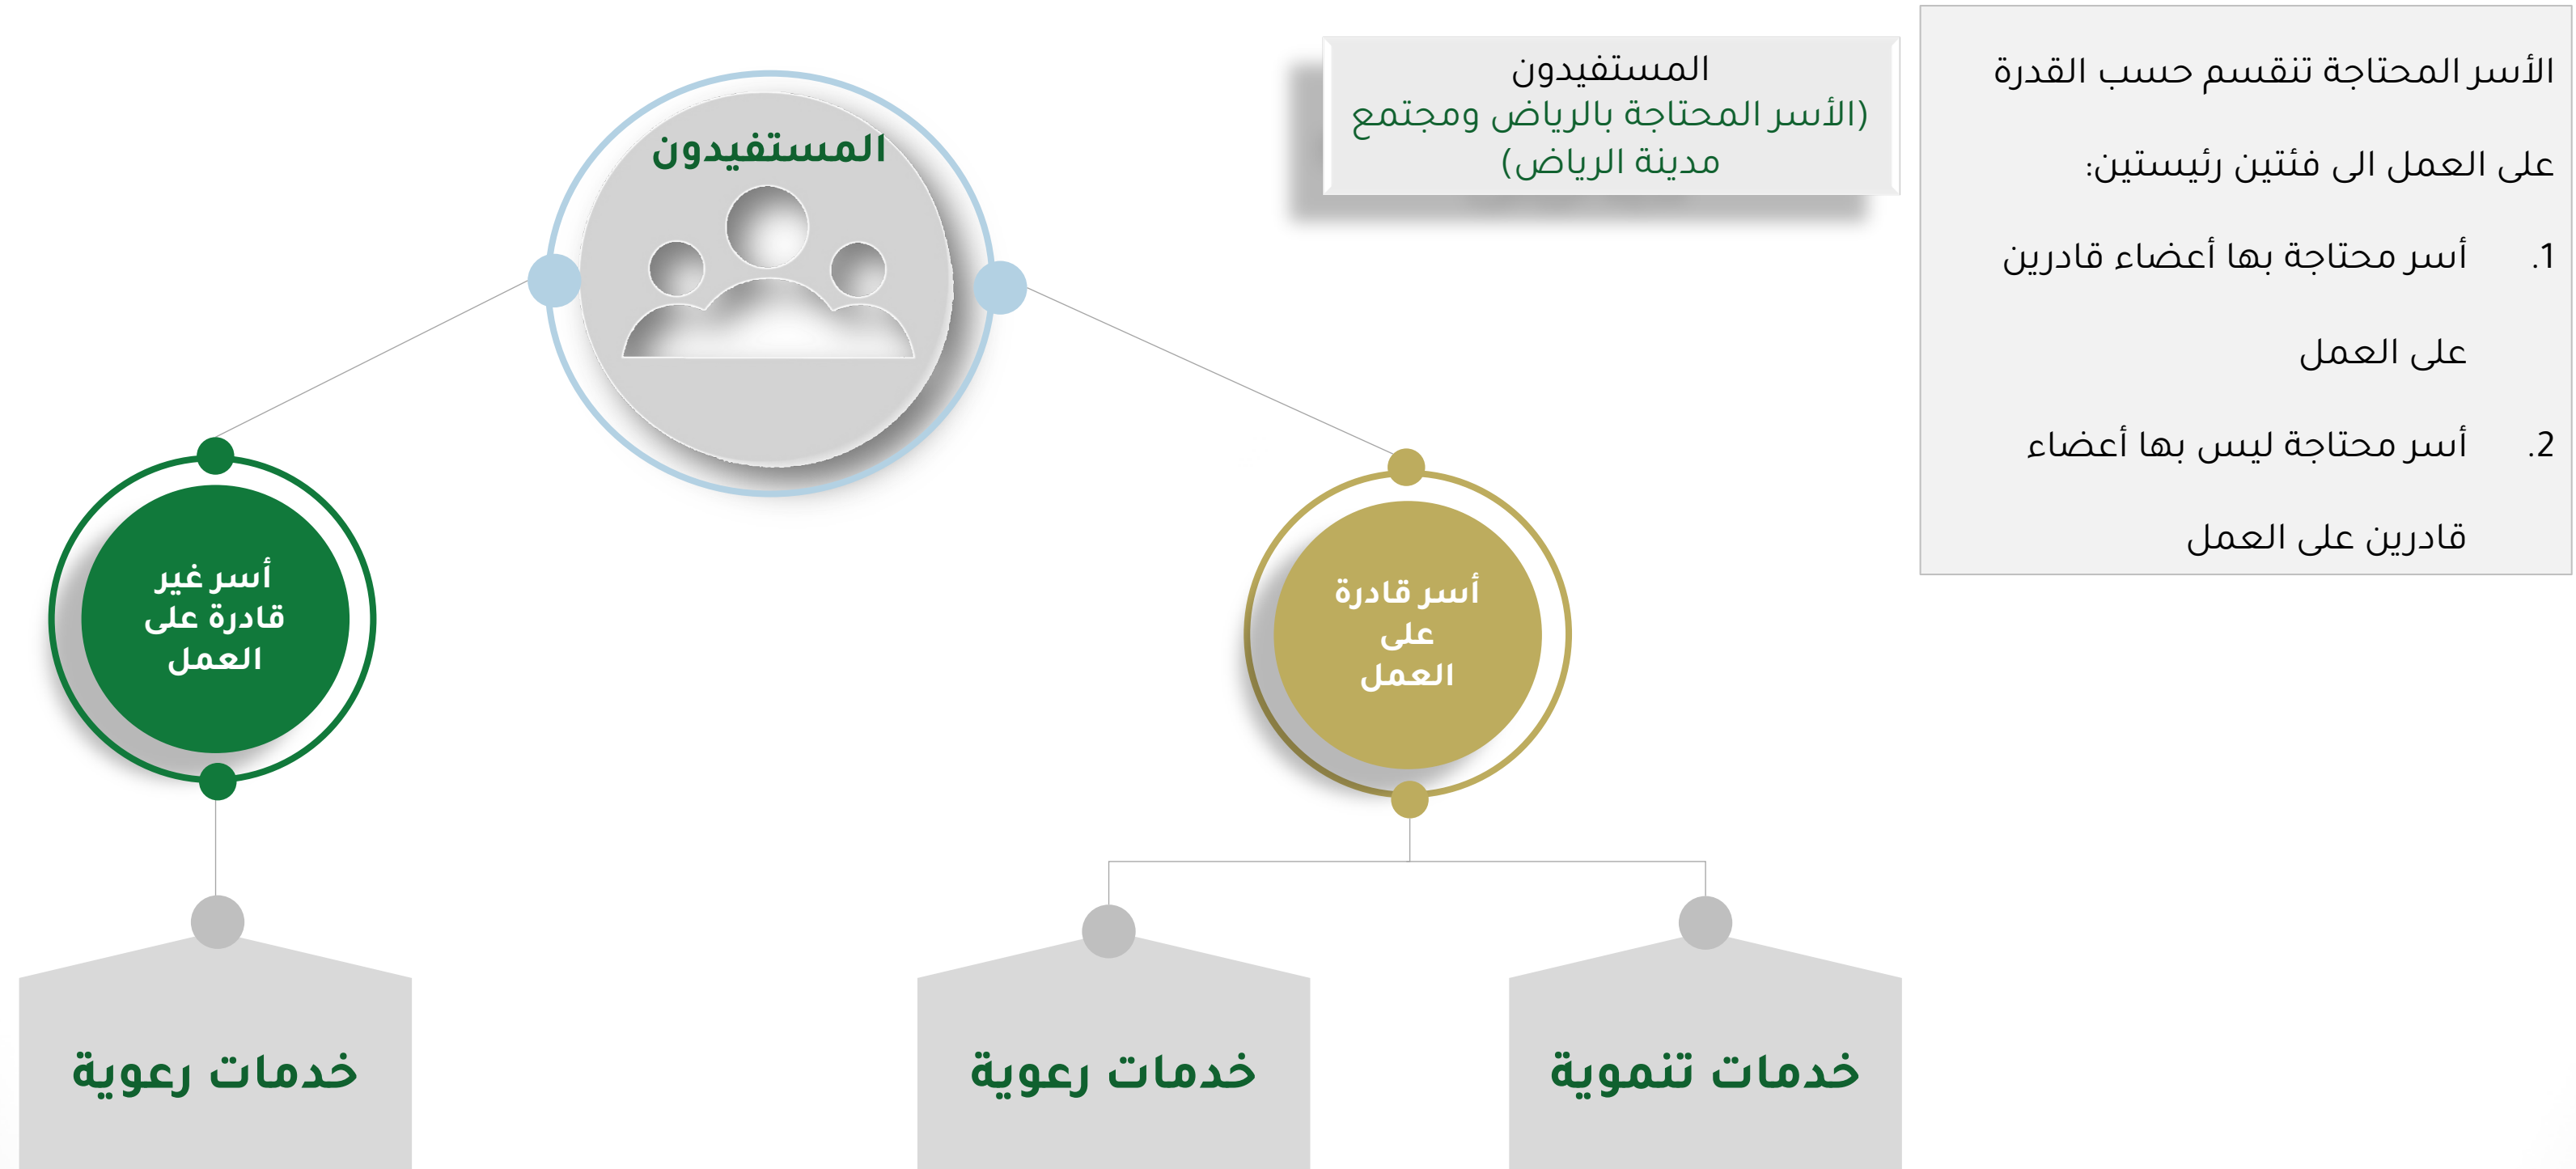 الأسر المحتاجة تنقسم حسب القدرة
على العمل الى فئتين رئيستين:
1. أسر محتاجة بها أعضاء قادرين
على العمل
2. أسر محتاجة ليس بها أعضاء
قادرين على العمل
المستفيدون
(الأسر المحتاجة بالرياض ومجتمع
مدينة الرياض)
المستفيدون
أسر قادرة
على
العمل
أسر غير
قادرة على
العمل
خدمات تنموية
خدمات رعوية
خدمات رعوية